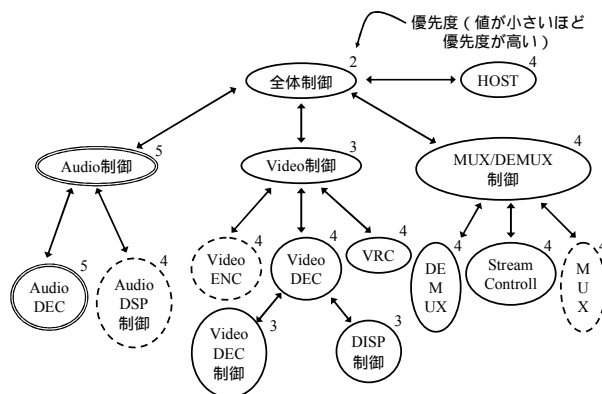 優先度（値が小さいほど
優先度が高い）
2
全体制御
4
HOST
5
Audio制御
3
Video制御
4
MUX/DEMUX
制御
5
Audio
DEC
4
Audio
DSP
制御
4
Video
ENC
4
Video
DEC
4
VRC
4
DE
M
UX
4
Stream
Controll
4
M
U
X
3
Video
DEC
制御
3
DISP
制御